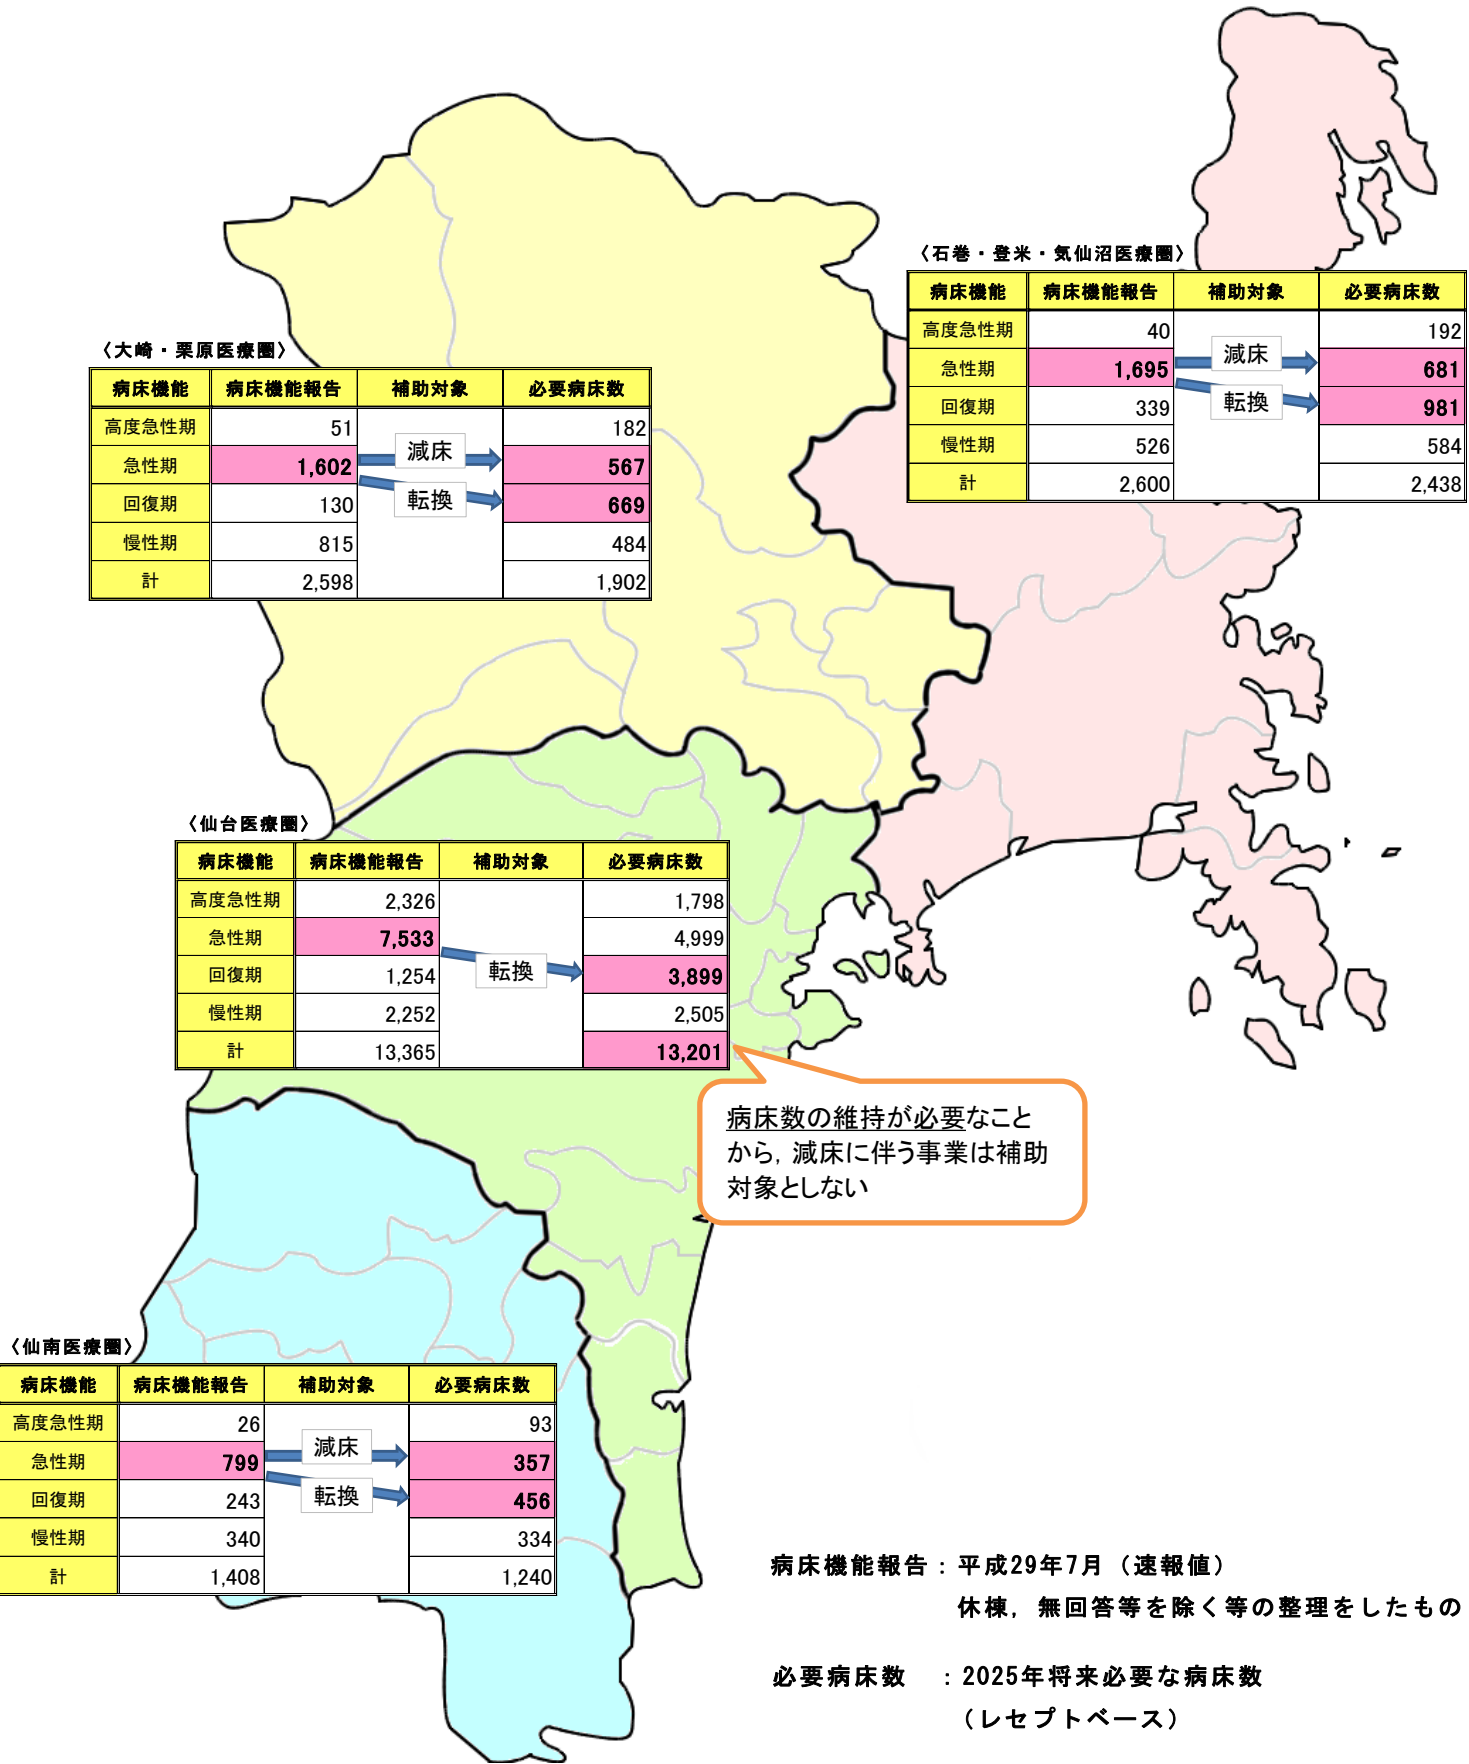 〈石巻・登米・気仙沼医療圏〉
病床機能 病床機能報告 補助対象 必要病床数
高度急性期 40 192
急性期 1,695 減床 681
回復期 339 転換 981
慢性期 526 584
計 2,600 2,438
〈大崎・栗原医療圏〉
病床機能 病床機能報告 補助対象 必要病床数
高度急性期 51 182
急性期 1,602 減床 567
回復期 130 転換 669
慢性期 815 484
計 2,598 1,902
〈仙台医療圏〉
病床機能 病床機能報告 補助対象 必要病床数
高度急性期 2,326 1,798
急性期 7,533 4,999
回復期 1,254 転換 3,899
慢性期 2,252 2,505
計 13,365 13,201
病床数の維持が必要なこと
から，減床に伴う事業は補助
対象としない
〈仙南医療圏〉
病床機能 病床機能報告 補助対象 必要病床数
高度急性期 26 93
急性期 799 減床 357
回復期 243 転換 456
慢性期 340 334
計 1,408 1,240
病床機能報告：平成29年7月（速報値）
休棟，無回答等を除く等の整理をしたもの
必要病床数　：2025年将来必要な病床数
（レセプトベース）